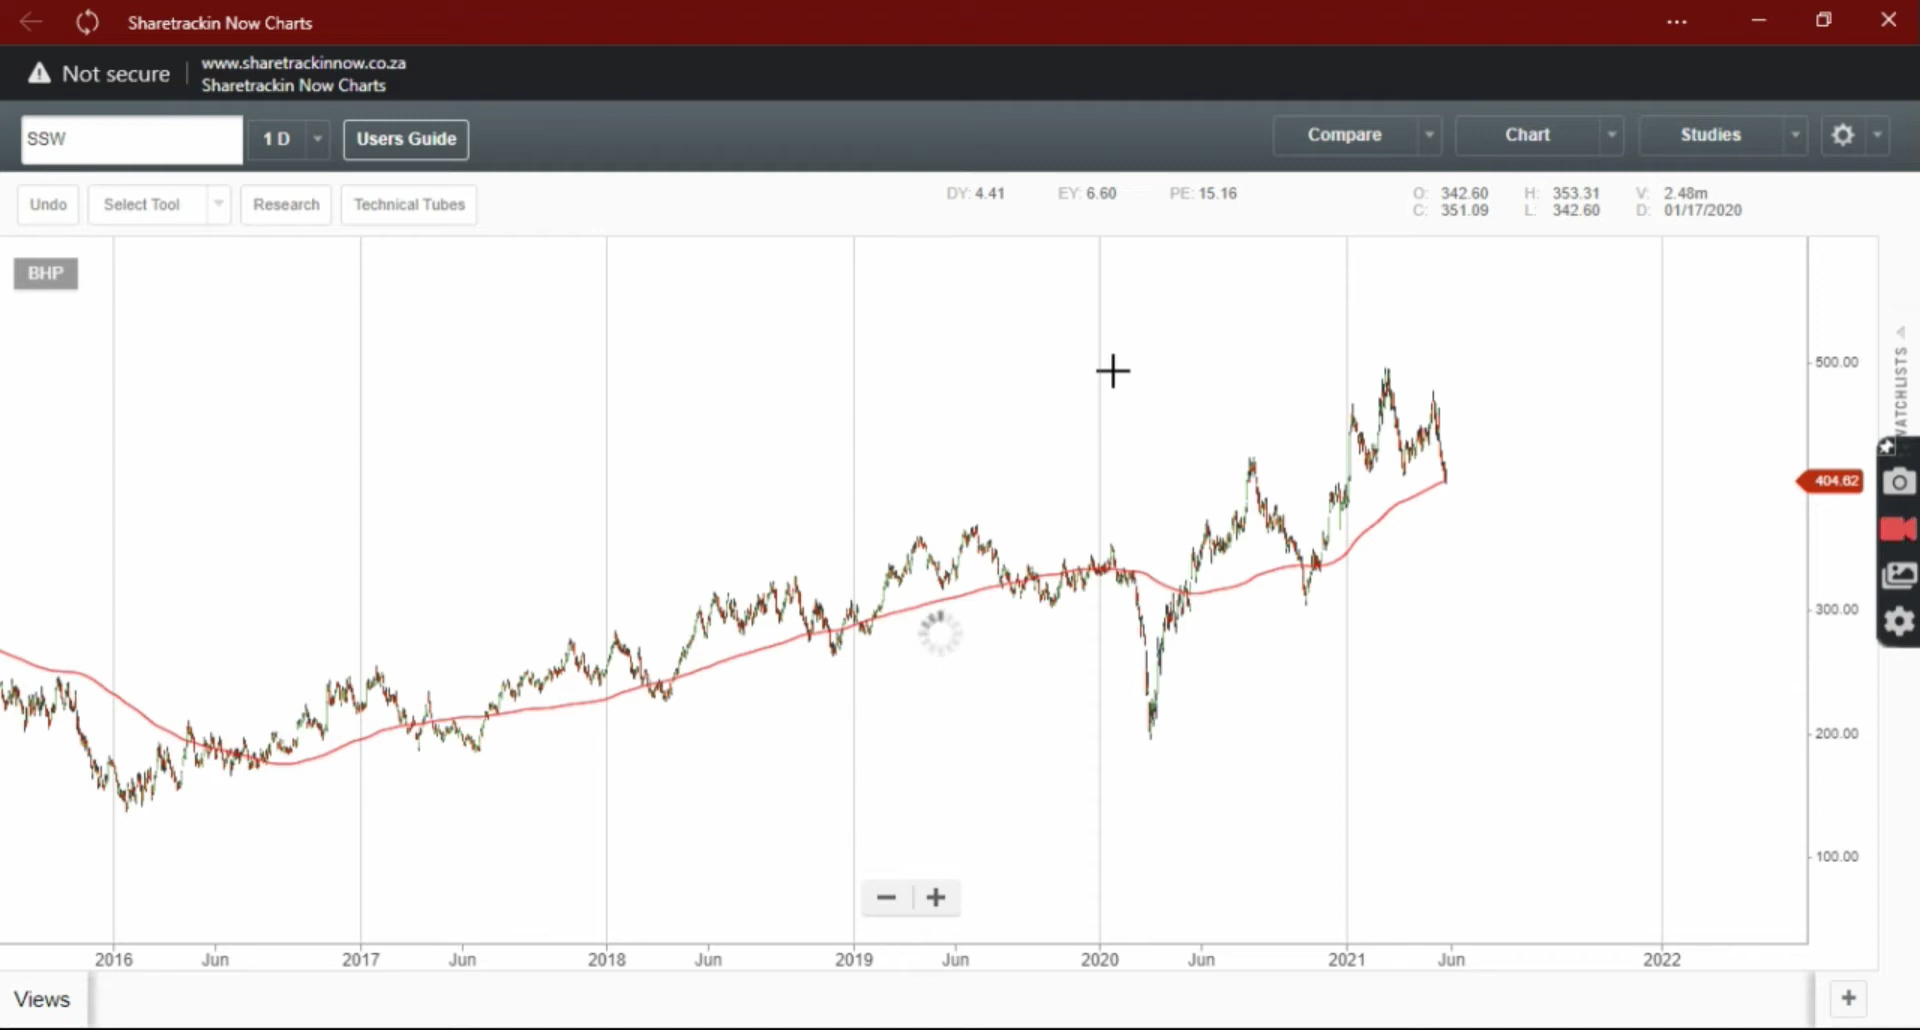 Sharetrackin Now Charts
Not secure
www.sharetrackinnow.co.za
Sharetrackin Now Charts
SSW
1 D
Users Guide
Compare
Chart
Studies
Undo
Select Tool
Research
Technical Tubes
DY: 4.41
EY: 6.60
PE: 15.16
O: 342.60
H: 353.31
V: 2.48m
C: 351.09
L: 342.60
D: 01/17/2020
BHP
WATCHLISTS
500.00
404.62
300.00
200.00
100.00
2016
Jun
2017
Jun
2018
Jun
2019
Jun
2020
Jun
2021
Jun
2022
Views